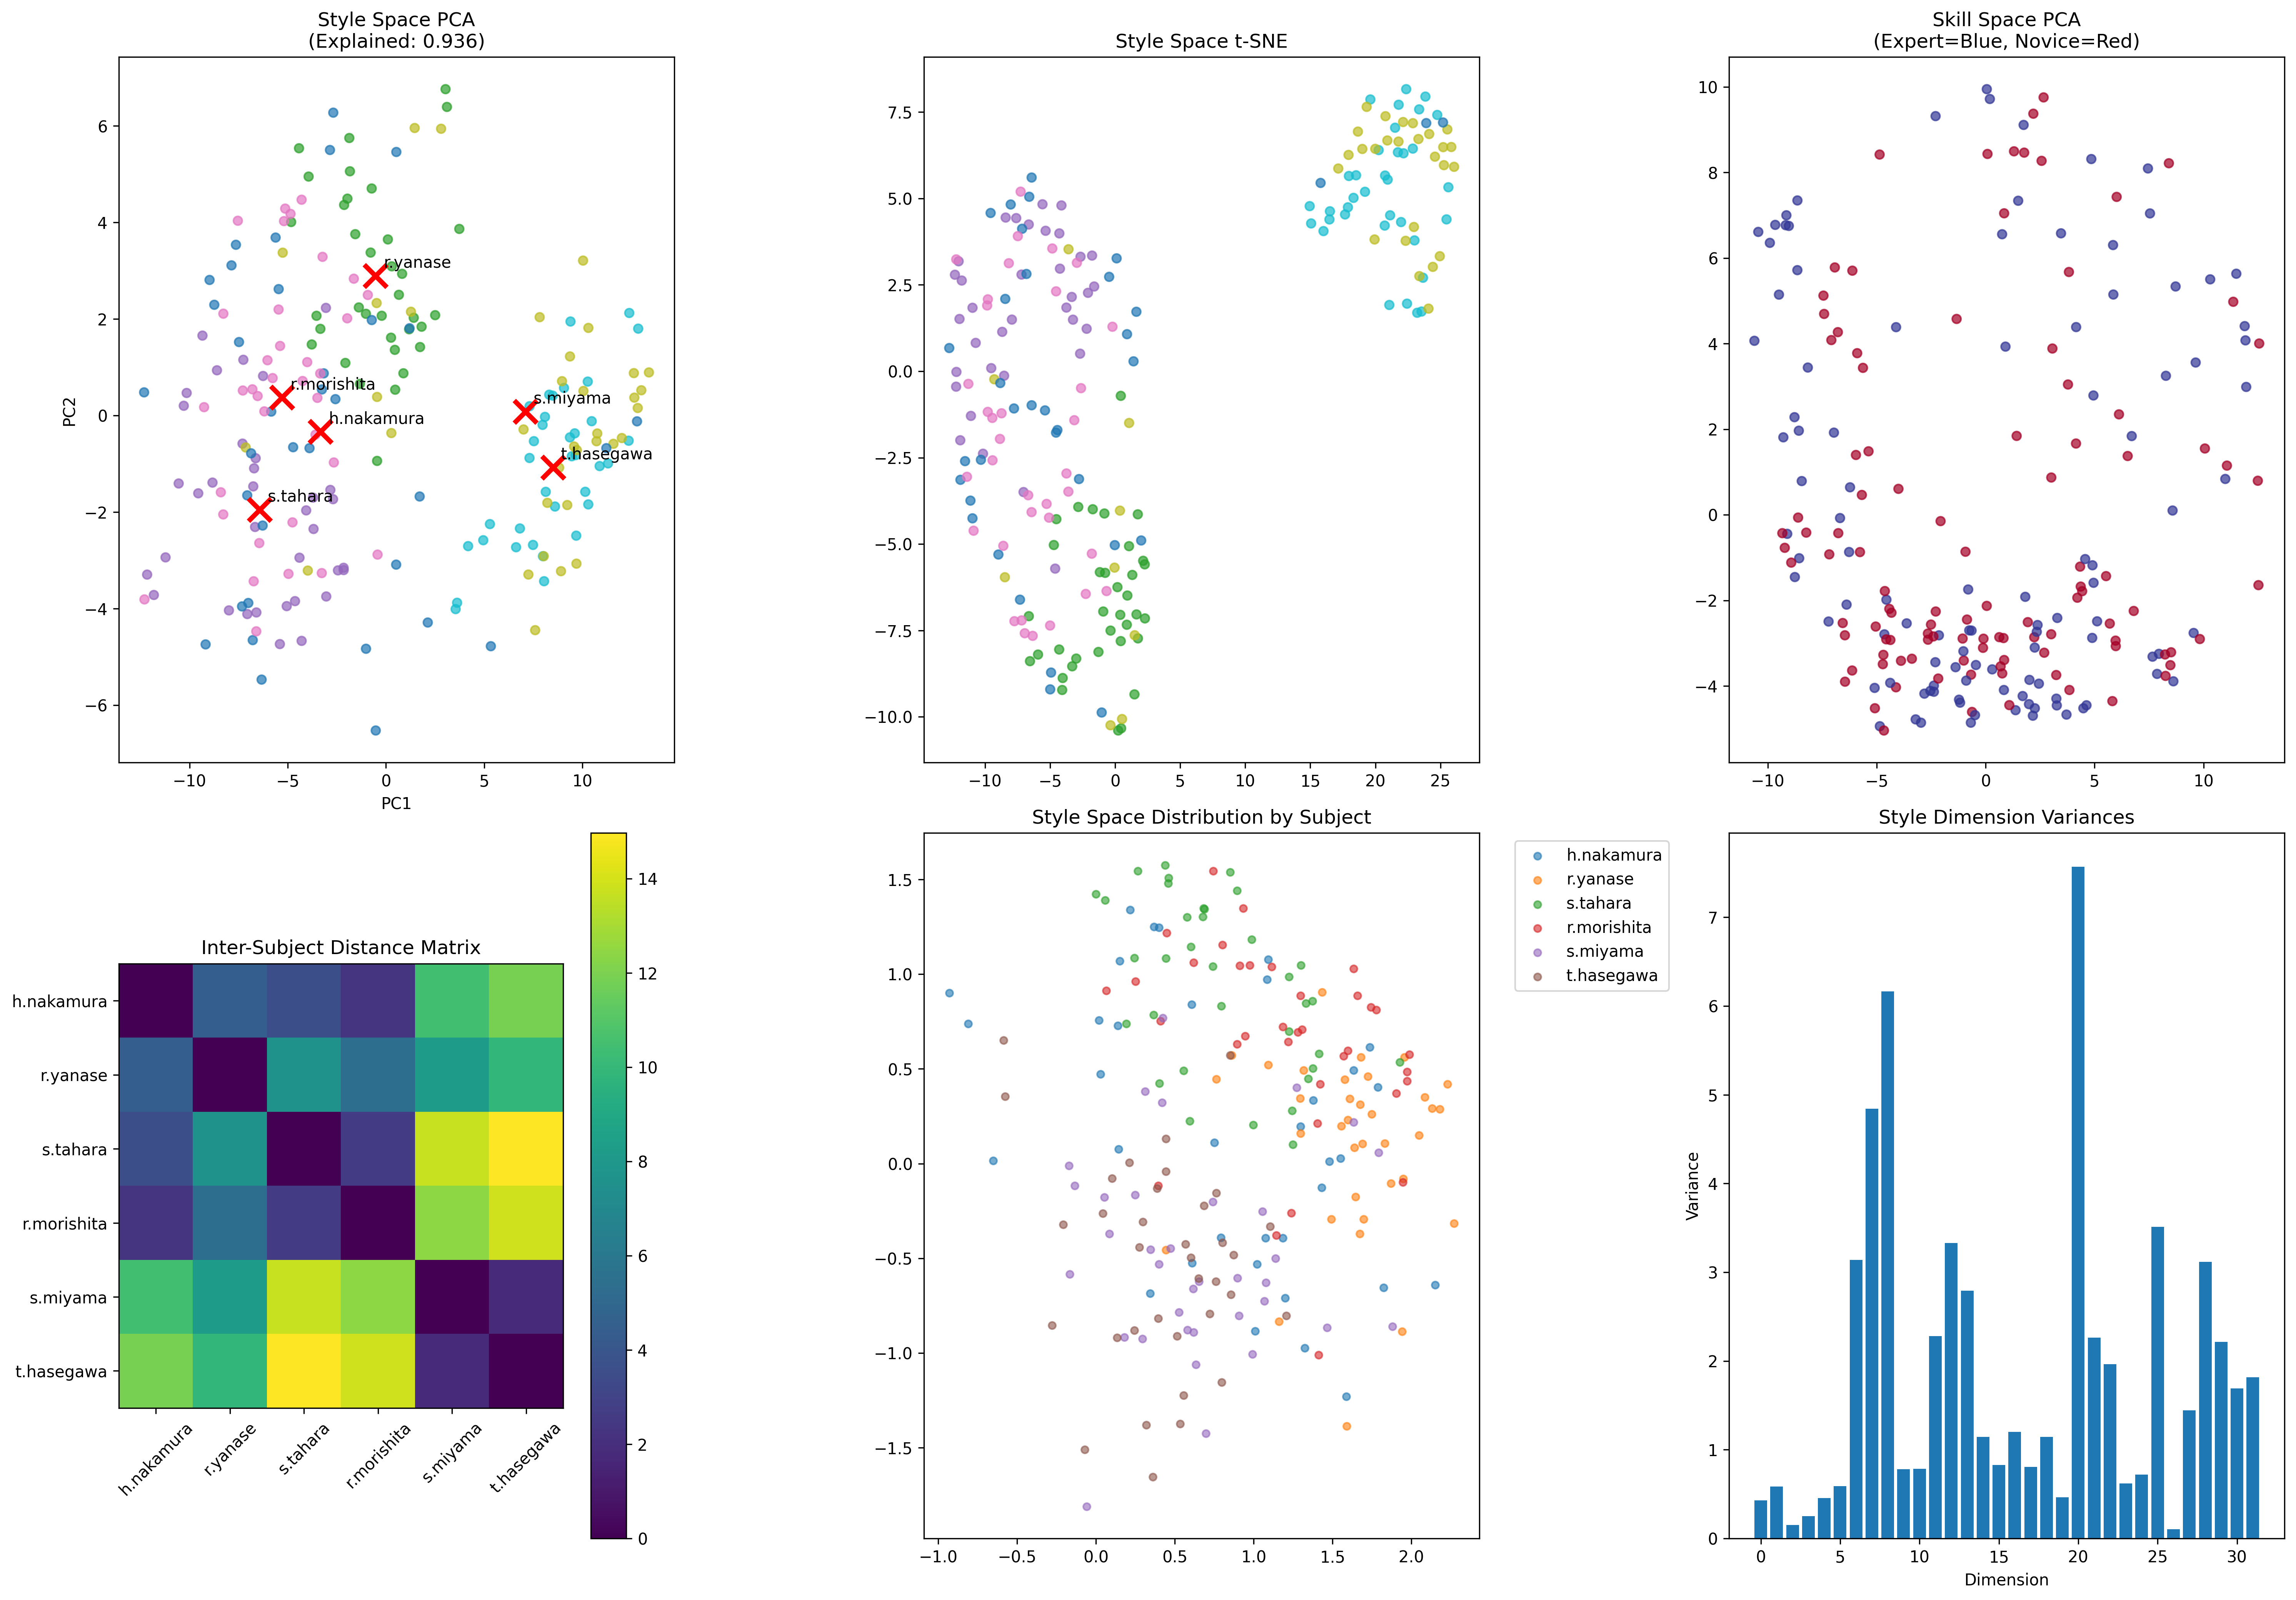 Style Space PCA
(Explained: 0.936)
6
4
2
0
−2
−4
−6
PC2
r.yanase
r.morishita
h.nakamura
s.miyama
t.hasegawa
s.tahara
−10
−5
0
5
10
PC1
Style Space t-SNE
7.5
5.0
2.5
0.0
−2.5
−5.0
−7.5
−10.0
−10
−5
0
5
10
15
20
25
Skill Space PCA
(Expert=Blue, Novice=Red)
10
8
6
4
2
0
−2
−4
−10
−5
0
5
10
Inter-Subject Distance Matrix
h.nakamura
r.yanase
s.tahara
r.morishita
s.miyama
t.hasegawa
h.nakamura
r.yanase
s.tahara
r.morishita
s.miyama
t.hasegawa
14
12
10
8
6
4
2
0
Style Space Distribution by Subject
1.5
1.0
0.5
0.0
−0.5
−1.0
−1.5
−1.0
−0.5
0.0
0.5
1.0
1.5
2.0
h.nakamura
r.yanase
s.tahara
r.morishita
s.miyama
t.hasegawa
Style Dimension Variances
Variance
7
6
5
4
3
2
1
0
0
5
10
15
20
25
30
Dimension